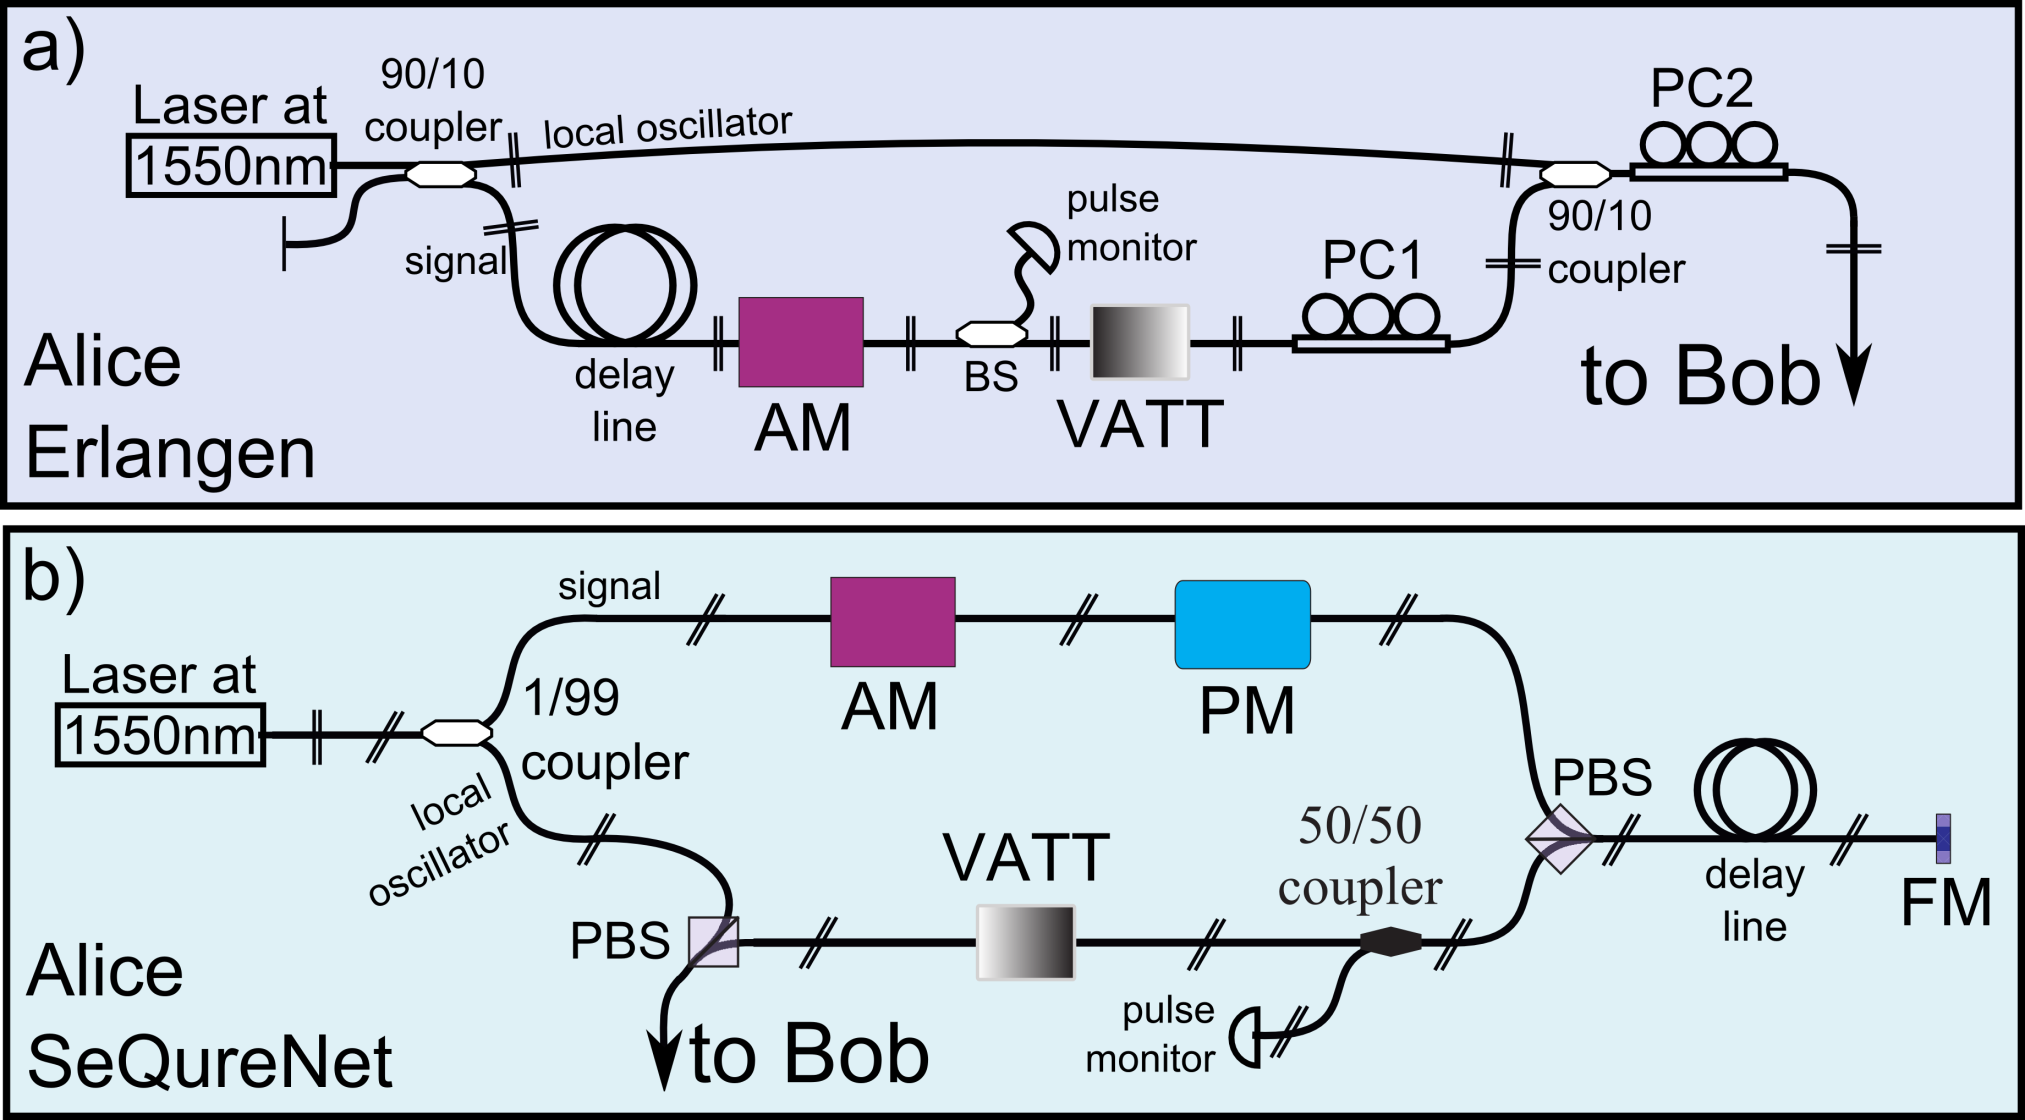 a)
90/10
coupler
Laser at
1550nm
local oscillator
PC2
signal
pulse
monitor
90/10
coupler
PC1
delay
line
AM
BS
VATT
to Bob
Alice
Erlangen
b)
signal
Laser at
1550nm
1/99
coupler
AM
PM
local
oscillator
PBS
VATT
50/50
coupler
PBS
delay
line
FM
pulse
monitor
to Bob
Alice
SeQureNet